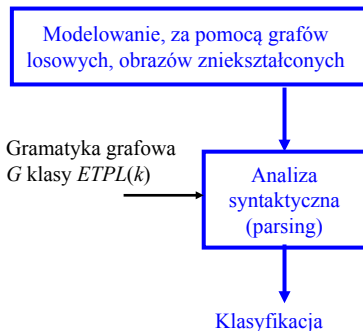 Modelowanie, za pomocą grafów
losowych, obrazów zniekształconych
Gramatyka grafowa
G klasy ETPL(k)
Analiza
syntaktyczna
(parsing)
Klasyfikacja